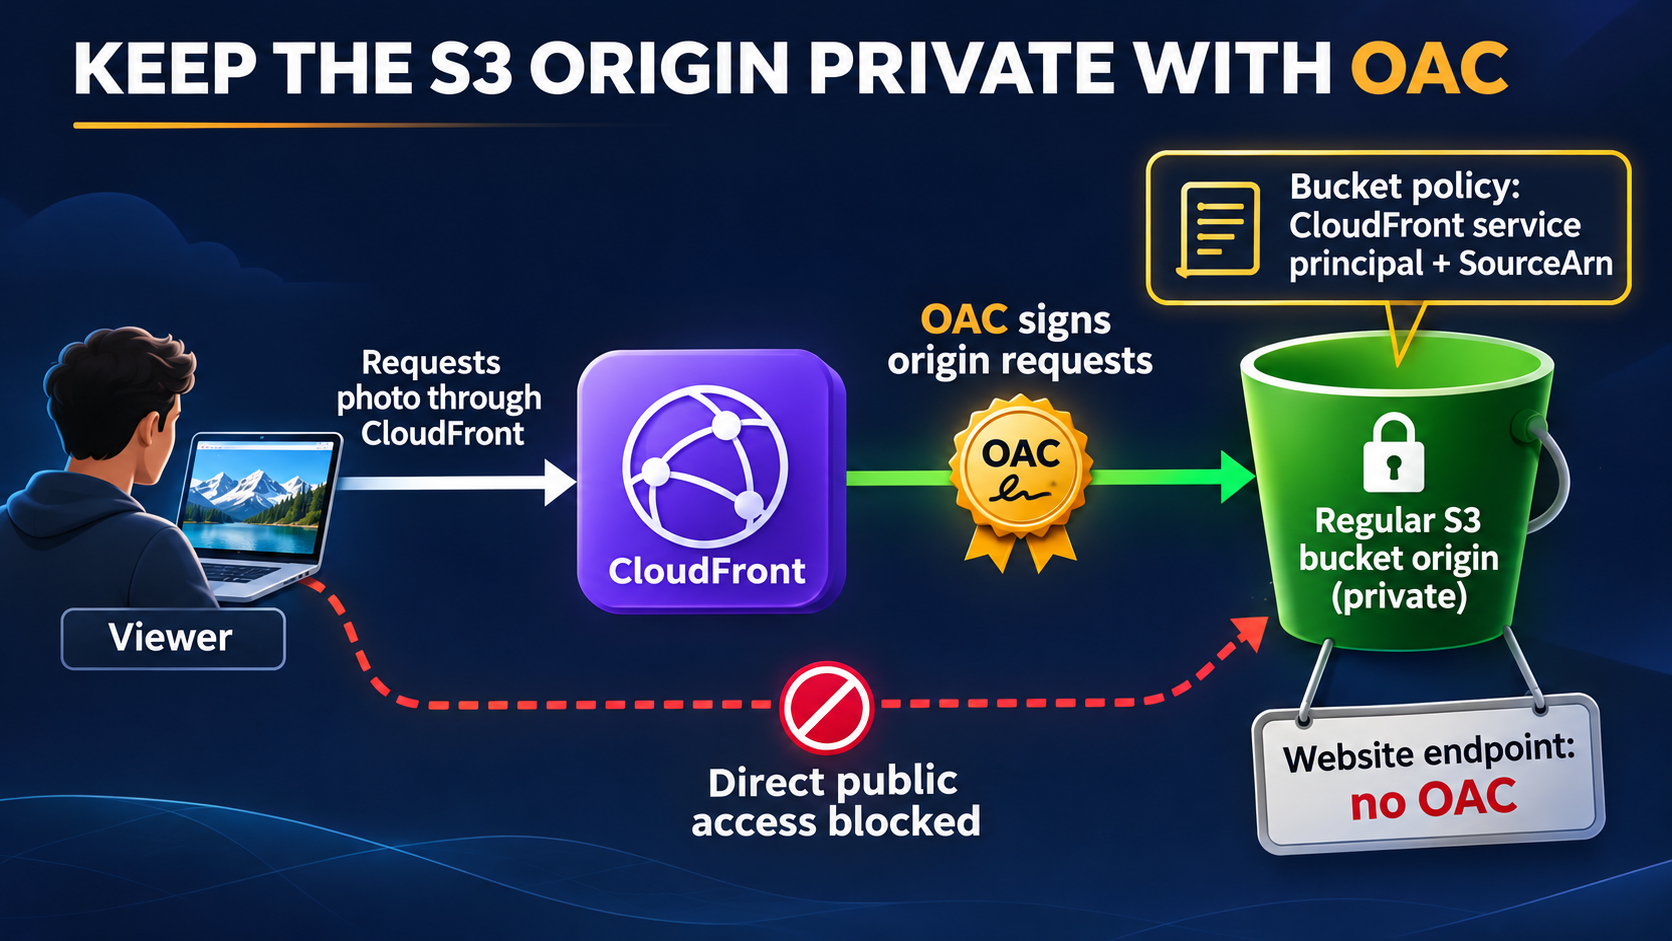 KEEP THE S3 ORIGIN PRIVATE WITH OAC
Bucket policy:
CloudFront service
principal + SourceArn
OAC signs
origin requests
Requests
photo through
CloudFront
OAC
CloudFront
Regular S3
bucket origin
(private)
Viewer
Direct public
access blocked
Website endpoint:
no OAC